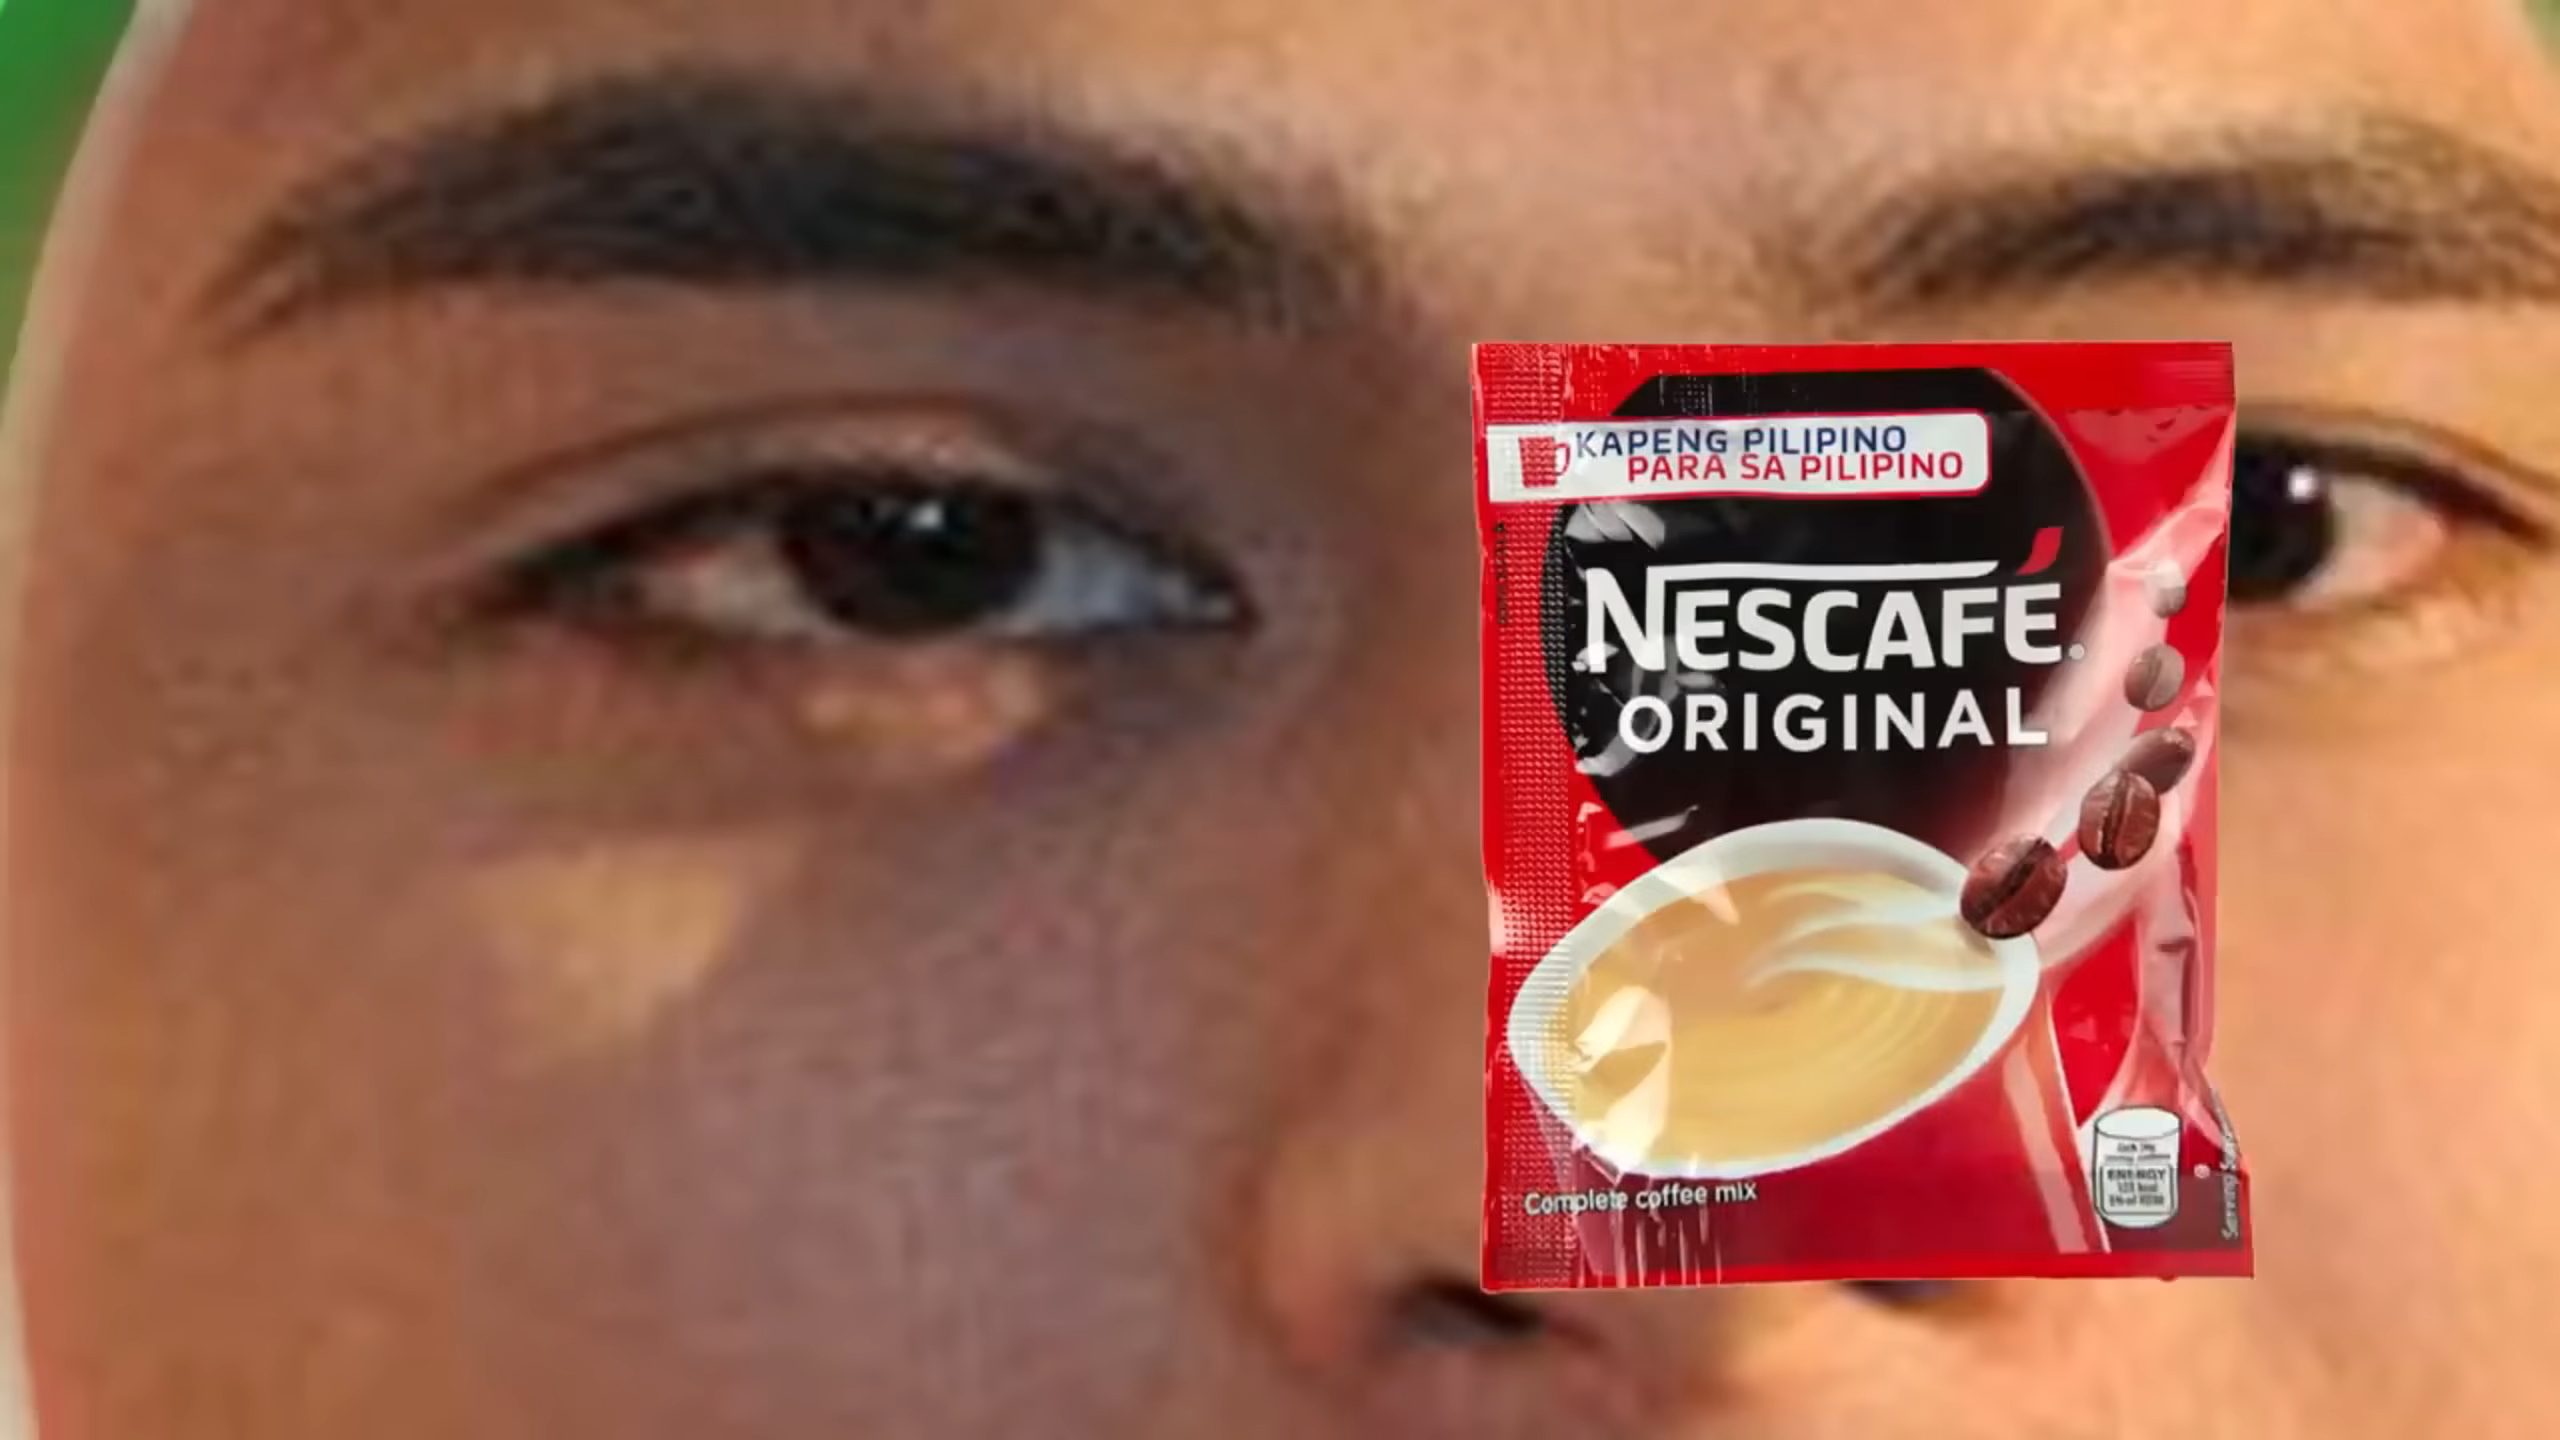 KAPENG PILIPINO
PARA SA PILIPINO
NESCAFÉ
ORIGINAL
Complete coffee mix
ENERGY